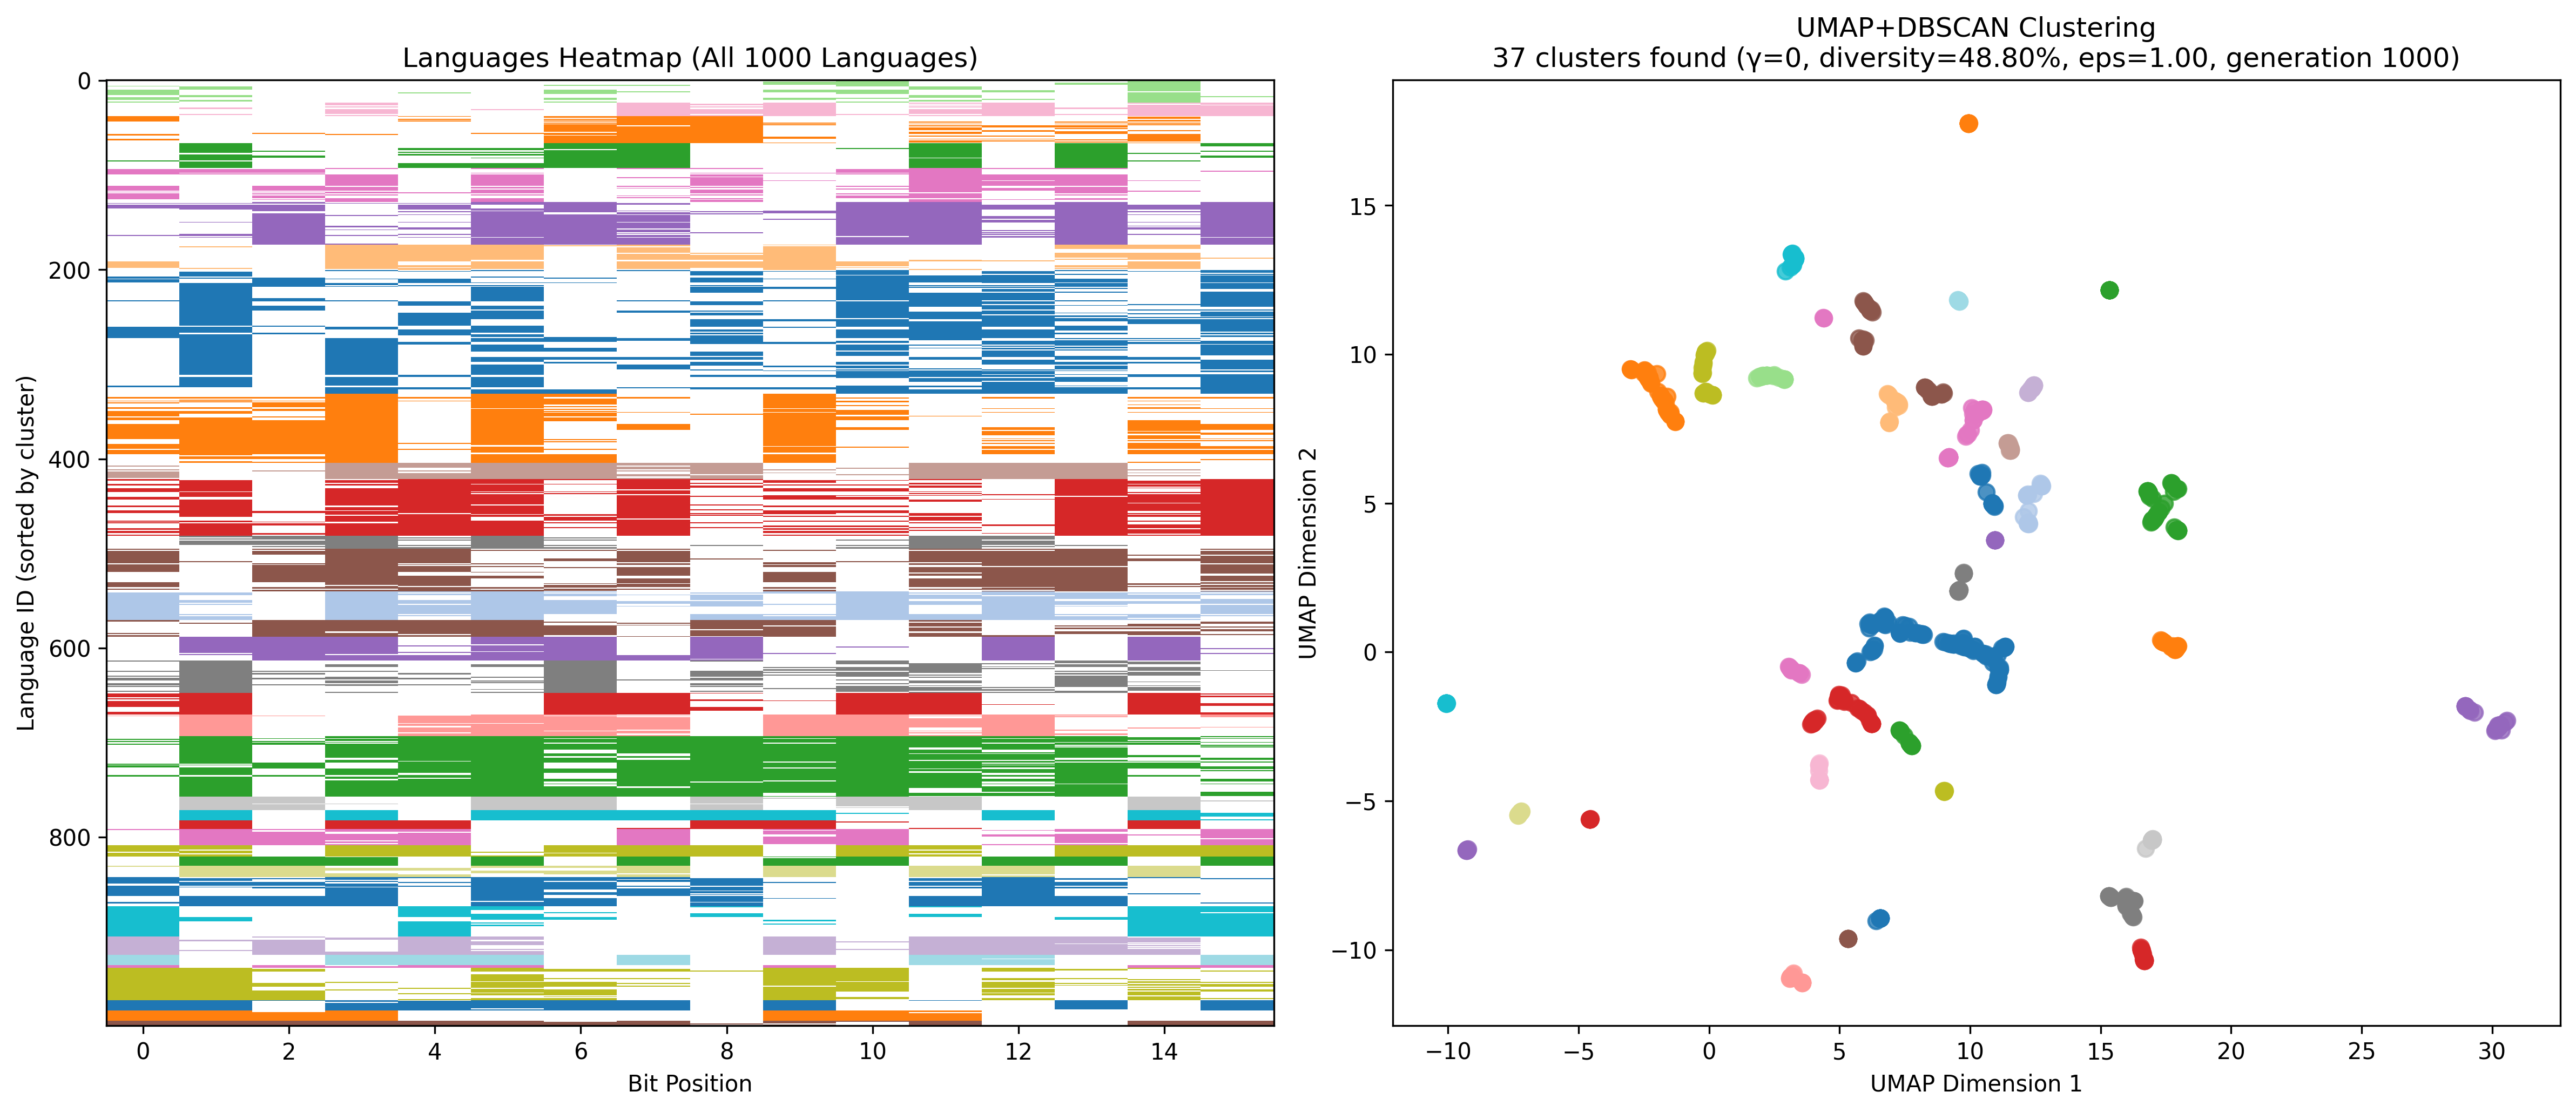 Languages Heatmap (All 1000 Languages)
0
200
400
600
800
Language ID (sorted by cluster)
0 2 4 6 8 10 12 14
Bit Position
UMAP+DBSCAN Clustering
37 clusters found (γ=0, diversity=48.80%, eps=1.00, generation 1000)
15
10
5
0
−5
−10
UMAP Dimension 2
−10 −5 0 5 10 15 20 25 30
UMAP Dimension 1